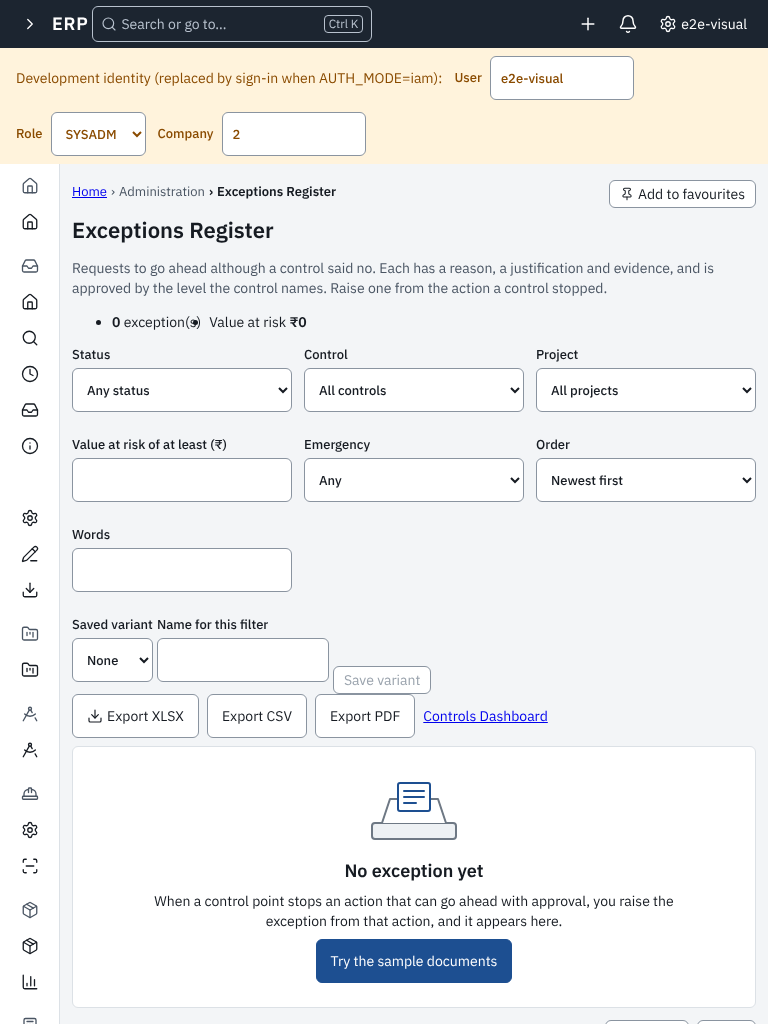 ERP
Search or go to...
Ctrl K
e2e-visual
Development identity (replaced by sign-in when AUTH_MODE=iam): User e2e-visual
Role SYSADM Company 2
Home › Administration › Exceptions Register
Add to favourites
Exceptions Register
Requests to go ahead although a control said no. Each has a reason, a justification and evidence, and is
approved by the level the control names. Raise one from the action a control stopped.
• 0 exception(s) • Value at risk ₹0
Status Control Project
Any status All controls All projects
Value at risk of at least (₹) Emergency Order
Any Newest first
Words
Saved variant Name for this filter
None
Save variant
Export XLSX Export CSV Export PDF Controls Dashboard
No exception yet
When a control point stops an action that can go ahead with approval, you raise the
exception from that action, and it appears here.
Try the sample documents